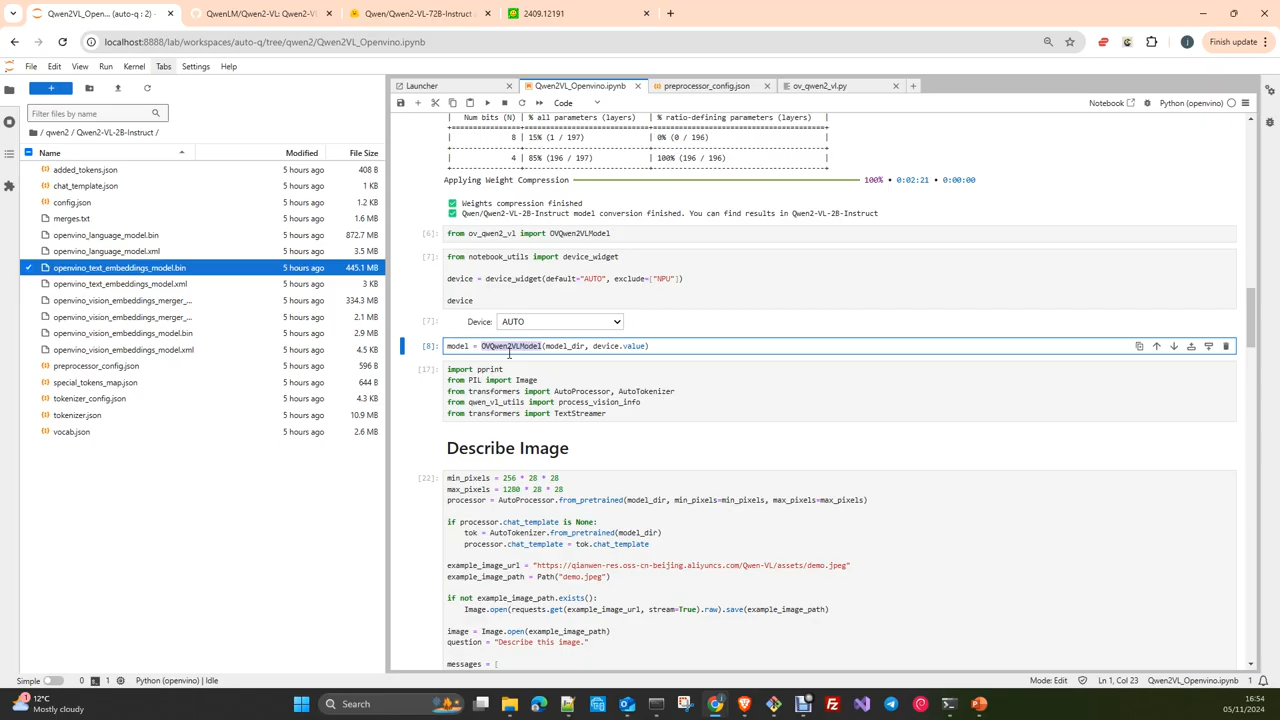 Qwen2VL_Openvi... (auto-q : 2)
QwenLM/Qwen2-VL: Qwen2-VL
Qwen/Qwen2-VL-72B-Instruct
2409.12191
localhost:8888/lab/workspaces/auto-q/tree/qwen2/Qwen2VL_Openvino.ipynb
Finish update
File Edit View Run Kernel Tabs Settings Help
Launcher
Qwen2VL_Openvino.ipynb
preprocessor_config.json
ov_qwen2_vl.py
Code
Notebook
Python (openvino)
Filter files by name
/ qwen2 / Qwen2-VL-2B-Instruct /
Name Modified File Size
added_tokens.json 5 hours ago 408 B
chat_template.json 5 hours ago 1 KB
config.json 5 hours ago 1.2 KB
merges.txt 5 hours ago 1.6 MB
openvino_language_model.bin 5 hours ago 872.7 MB
openvino_language_model.xml 5 hours ago 3.5 MB
openvino_text_embeddings_model.bin 5 hours ago 445.1 MB
openvino_text_embeddings_model.xml 5 hours ago 3 KB
openvino_vision_embeddings_merger_... 5 hours ago 334.3 MB
openvino_vision_embeddings_merger_... 5 hours ago 2.1 MB
openvino_vision_embeddings_model.bin 5 hours ago 2.9 MB
openvino_vision_embeddings_model.xml 5 hours ago 4.5 KB
preprocessor_config.json 5 hours ago 596 B
special_tokens_map.json 5 hours ago 644 B
tokenizer_config.json 5 hours ago 4.3 KB
tokenizer.json 5 hours ago 10.9 MB
vocab.json 5 hours ago 2.6 MB
| Num bits (N) | % all parameters (layers) | % ratio-defining parameters (layers) |
| 8 | 15% (1 / 197) | 0% (0 / 196) |
| 4 | 85% (196 / 197) | 100% (196 / 196) |
Applying Weight Compression 100% • 0:02:21 • 0:00:00
Weights compression finished
Qwen/Qwen2-VL-2B-Instruct model conversion finished. You can find results in Qwen2-VL-2B-Instruct
[6]: from ov_qwen2_vl import OVQwen2VLModel
[7]: from notebook_utils import device_widget
device = device_widget(default="AUTO", exclude=["NPU"])
device
[7]: Device: AUTO
[8]: model = OVQwen2VLModel(model_dir, device.value)
[17]: import pprint
from PIL import Image
from transformers import AutoProcessor, AutoTokenizer
from qwen_vl_utils import process_vision_info
from transformers import TextStreamer
Describe Image
[22]: min_pixels = 256 * 28 * 28
max_pixels = 1280 * 28 * 28
processor = AutoProcessor.from_pretrained(model_dir, min_pixels=min_pixels, max_pixels=max_pixels)
if processor.chat_template is None:
tok = AutoTokenizer.from_pretrained(model_dir)
processor.chat_template = tok.chat_template
example_image_url = "https://qianwen-res.oss-cn-beijing.aliyuncs.com/Qwen-VL/assets/demo.jpeg"
example_image_path = Path("demo.jpeg")
if not example_image_path.exists():
Image.open(requests.get(example_image_url, stream=True).raw).save(example_image_path)
image = Image.open(example_image_path)
question = "Describe this image."
messages = [
Simple 0 1 Python (openvino) | Idle
Mode: Edit Ln 1, Col 23 Qwen2VL_Openvino.ipynb 1
12°C
Mostly cloudy
Search
16:54
05/11/2024